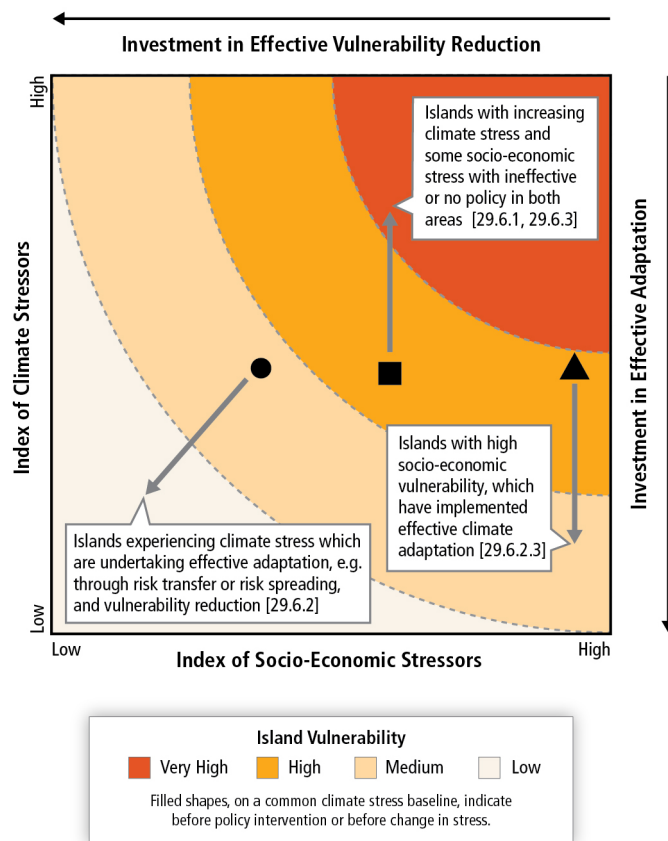 Investment in Effective Vulnerability Reduction
High
Islands with increasing
climate stress and
some socio-economic
stress with ineffective
or no policy in both
areas [29.6.1, 29.6.3]
Index of Climate Stressors
Investment in Effective Adaptation
Islands with high
socio-economic
vulnerability, which
have implemented
effective climate
adaptation [29.6.2.3]
Islands experiencing climate stress which
are undertaking effective adaptation, e.g.
through risk transfer or risk spreading,
and vulnerability reduction [29.6.2]
Low
Low
Index of Socio-Economic Stressors
High
Island Vulnerability
Very High
High
Medium
Low
Filled shapes, on a common climate stress baseline, indicate
before policy intervention or before change in stress.